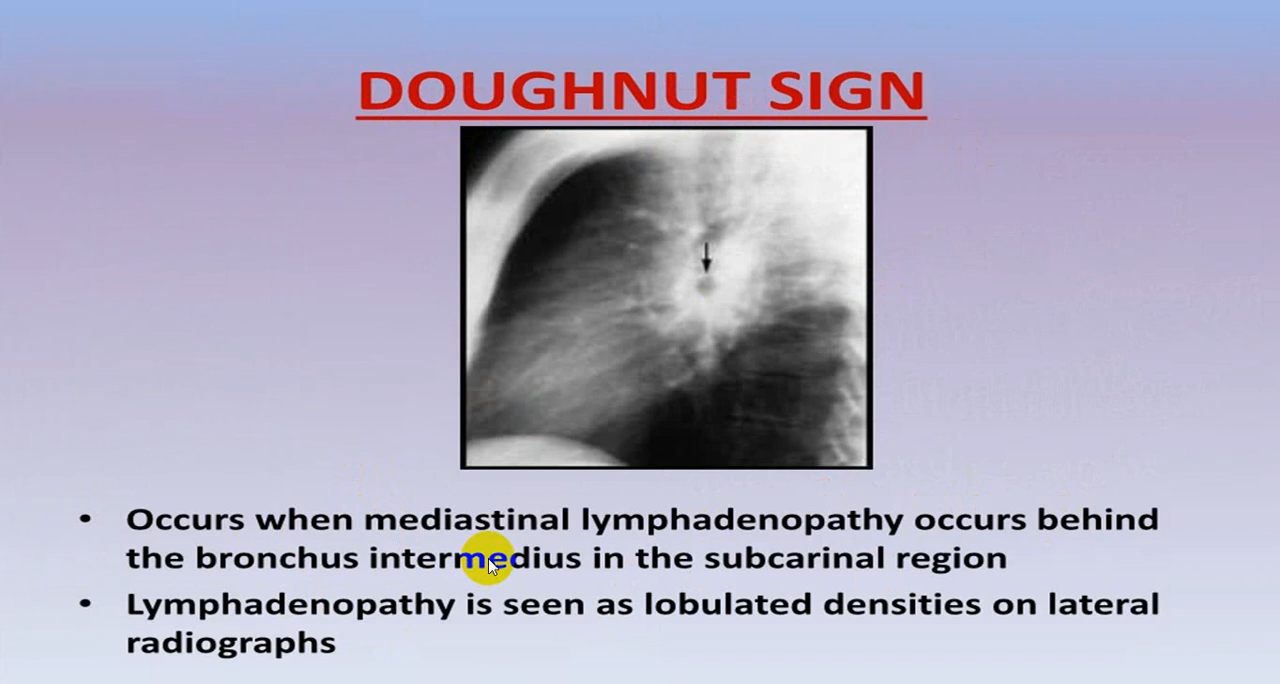 DOUGHNUT SIGN
• Occurs when mediastinal lymphadenopathy occurs behind
the bronchus intermedius in the subcarinal region
• Lymphadenopathy is seen as lobulated densities on lateral
radiographs